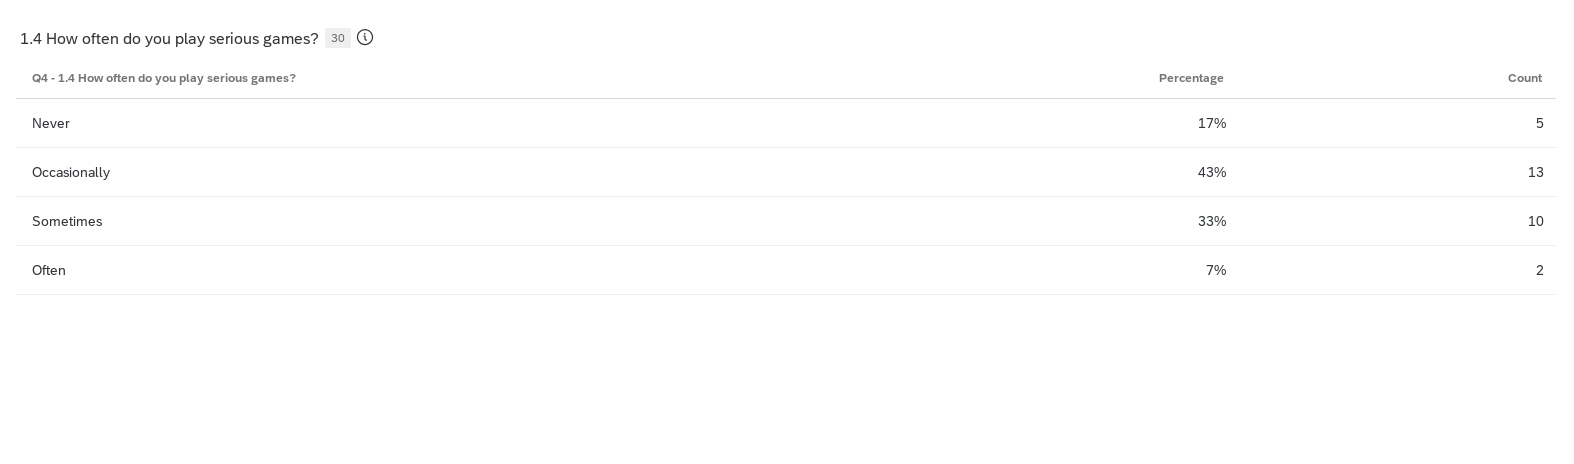 1.4 How often do you play serious games? 30
Q4 - 1.4 How often do you play serious games? Percentage Count
Never 17% 5
Occasionally 43% 13
Sometimes 33% 10
Often 7% 2